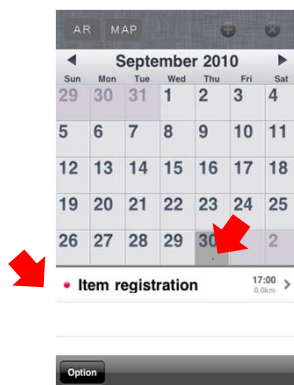 AR MAP
September 2010
Sun Mon Tue Wed Thu Fri Sat
29 30 31 1 2 3 4
5 6 7 8 9 10 11
12 13 14 15 16 17 18
19 20 21 22 23 24 25
26 27 28 29 30 2
Item registration 17:00
0.0km
Option